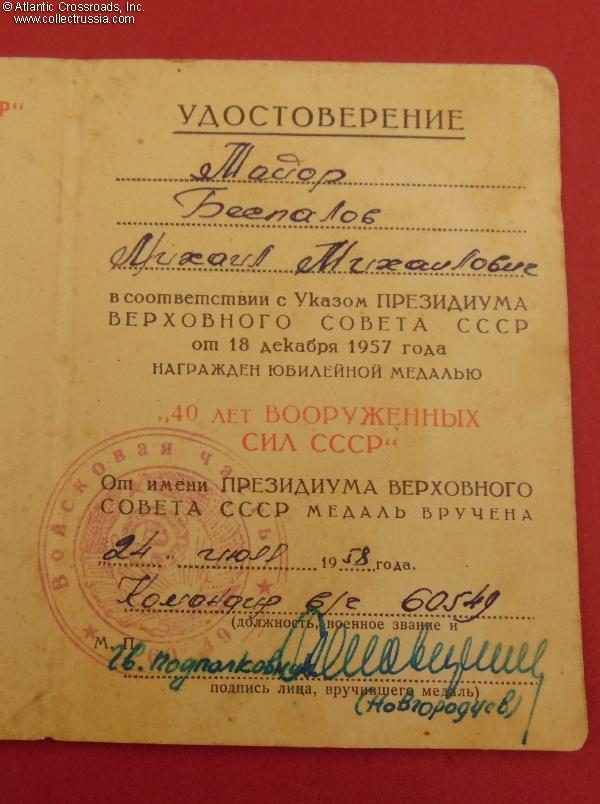 © Atlantic Crossroads, Inc.
www.collectrussia.com
Р"
УДОСТОВЕРЕНИЕ
Майор
Беспалов
Михаил Михайлович
в соответствии с Указом ПРЕЗИДИУМА
ВЕРХОВНОГО СОВЕТА СССР
от 18 декабря 1957 года
НАГРАЖДЕН ЮБИЛЕЙНОЙ МЕДАЛЬЮ
„40 ЛЕТ ВООРУЖЕННЫХ
СИЛ СССР“
От имени ПРЕЗИДИУМА ВЕРХОВНОГО
СОВЕТА СССР МЕДАЛЬ ВРУЧЕНА
Войсковая часть
„24" июля 1958 года.
Командир в/ч 60549
(должность, военное звание и
М. П.
Гв. подполковник
подпись лица, вручившего медаль)
(Новгородцев)